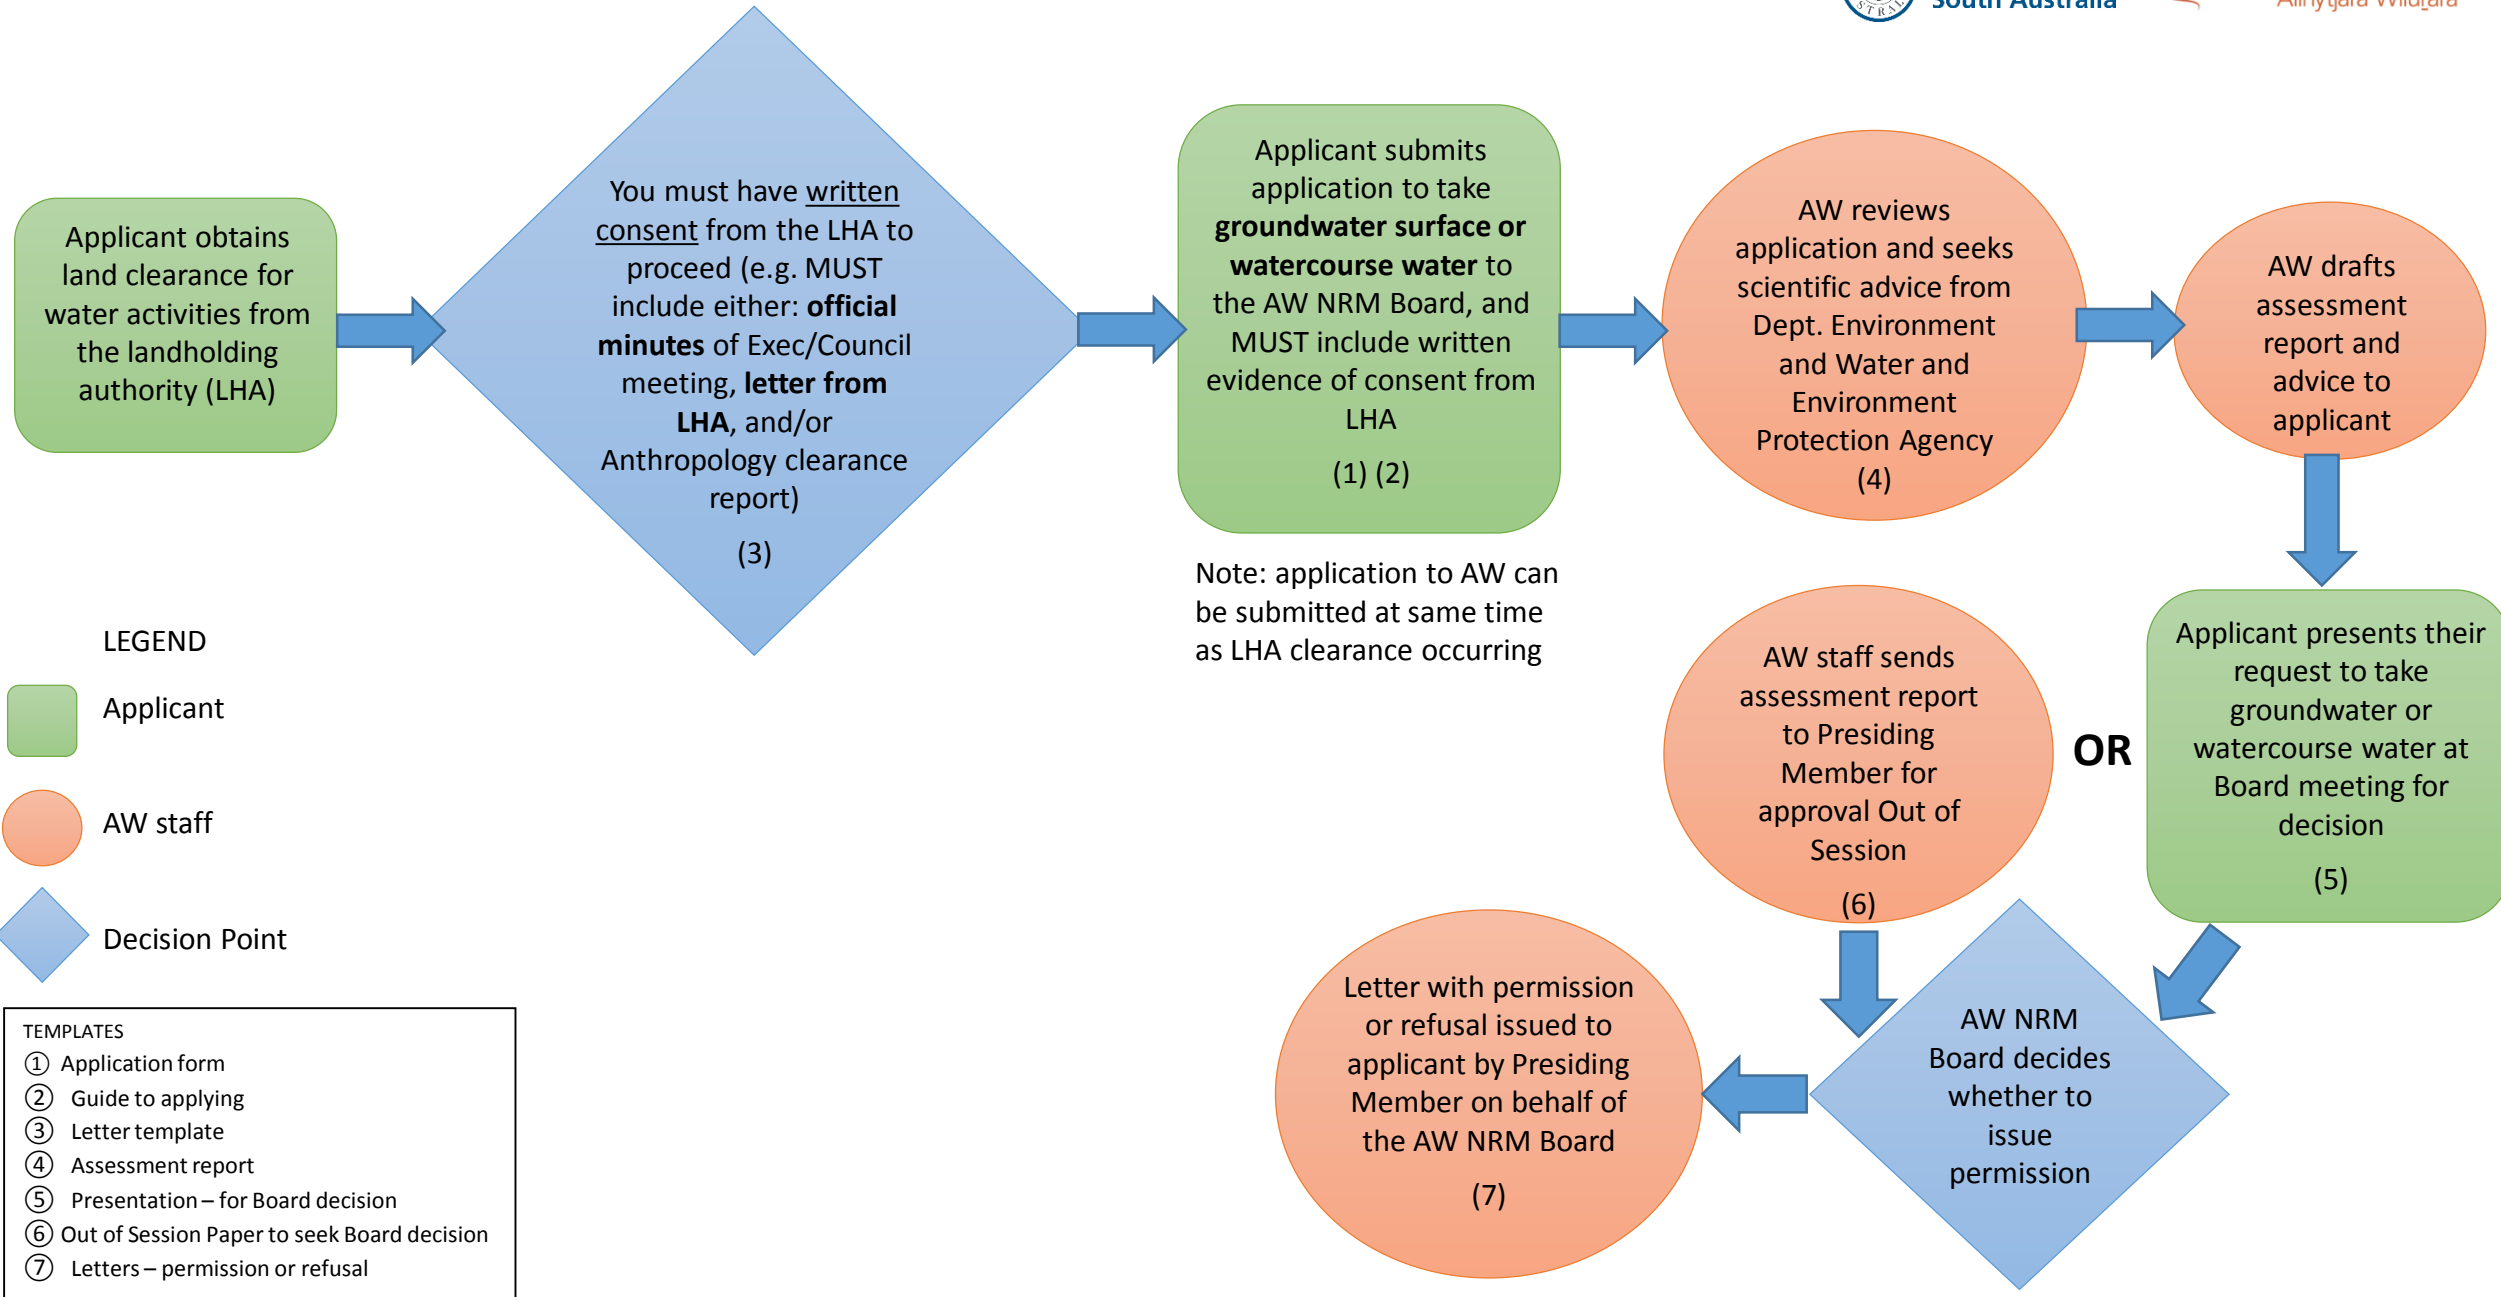 South Australia
Alinytjara Wilurara
Applicant obtains
land clearance for
water activities from
the landholding
authority (LHA)
You must have written
consent from the LHA to
proceed (e.g. MUST
include either: official
minutes of Exec/Council
meeting, letter from
LHA, and/or
Anthropology clearance
report)
(3)
Applicant submits
application to take
groundwater surface or
watercourse water to
the AW NRM Board, and
MUST include written
evidence of consent from
LHA
(1) (2)
Note: application to AW can
be submitted at same time
as LHA clearance occurring
AW reviews
application and seeks
scientific advice from
Dept. Environment
and Water and
Environment
Protection Agency
(4)
AW drafts
assessment
report and
advice to
applicant
Applicant presents their
request to take
groundwater or
watercourse water at
Board meeting for
decision
(5)
OR
AW staff sends
assessment report
to Presiding
Member for
approval Out of
Session
(6)
AW NRM
Board decides
whether to
issue
permission
Letter with permission
or refusal issued to
applicant by Presiding
Member on behalf of
the AW NRM Board
(7)
LEGEND
Applicant
AW staff
Decision Point
TEMPLATES
① Application form
② Guide to applying
③ Letter template
④ Assessment report
⑤ Presentation – for Board decision
⑥ Out of Session Paper to seek Board decision
⑦ Letters – permission or refusal